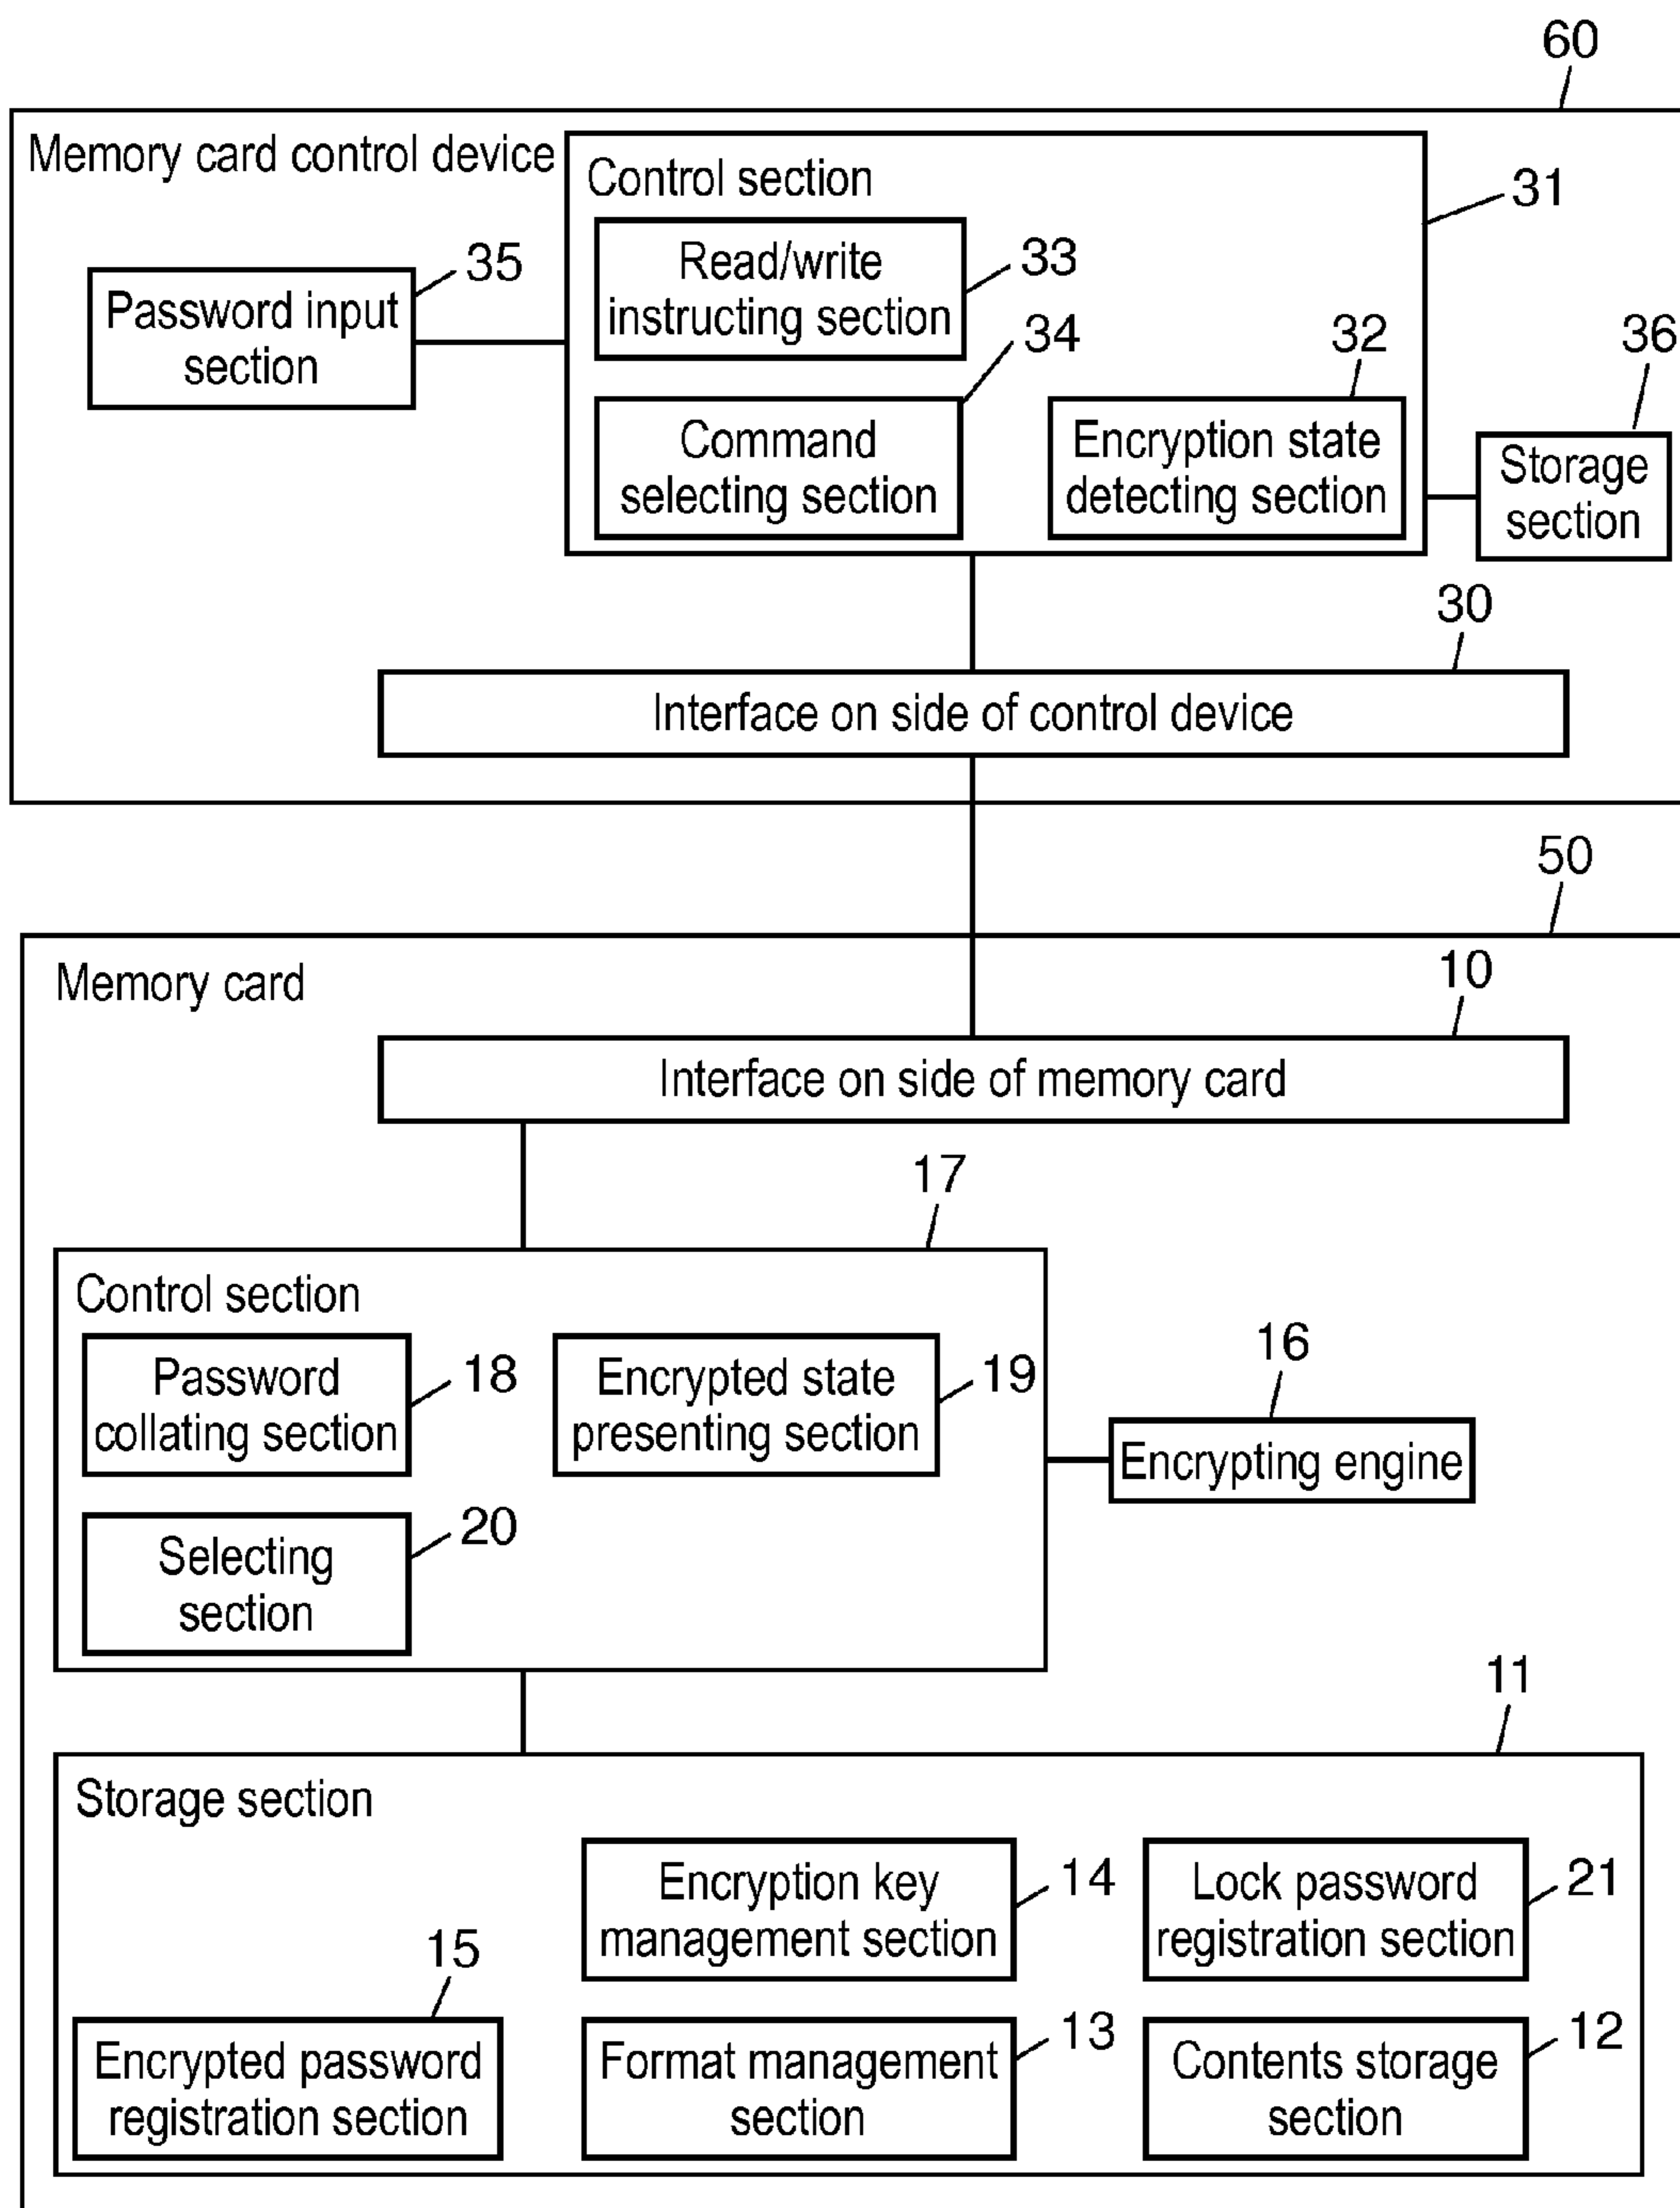 60
Memory card control device
Control section
31
Read/write
instructing section
33
35
Password input
section
34
32
36
Command
selecting section
Encryption state
detecting section
Storage
section
30
Interface on side of control device
50
Memory card
10
Interface on side of memory card
17
Control section
Password
collating section
18
Encrypted state
presenting section
19
16
Encrypting engine
20
Selecting
section
11
Storage section
Encryption key
management section
14
Lock password
registration section
21
15
Encrypted password
registration section
Format management
section
13
Contents storage
section
12